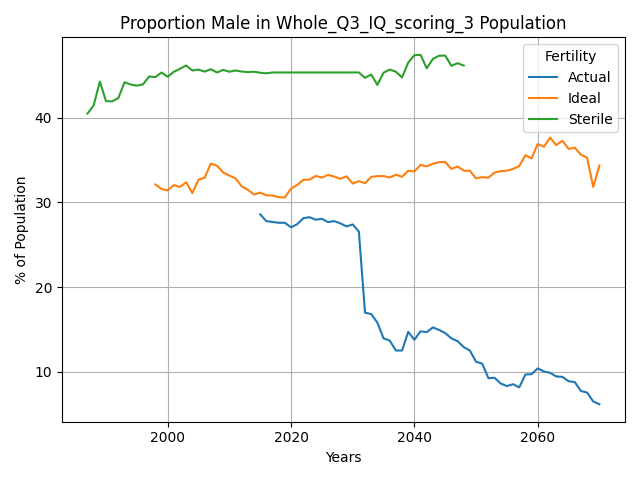 Proportion Male in Whole_Q3_IQ_scoring_3 Population
Fertility
Actual
Ideal
Sterile
% of Population
40
30
20
10
2000
2020
2040
2060
Years